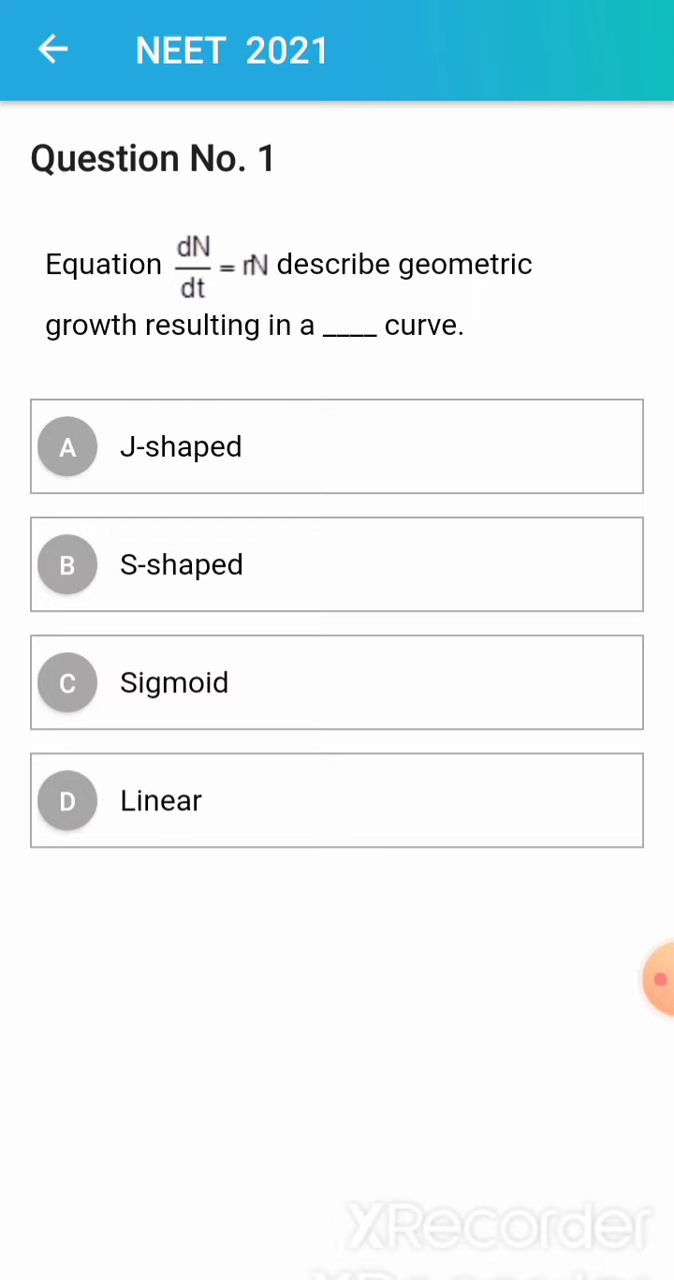 NEET 2021
Question No. 1
Equation dN/dt = rN describe geometric
growth resulting in a ____ curve.
A J-shaped
B S-shaped
C Sigmoid
D Linear
XRecorder